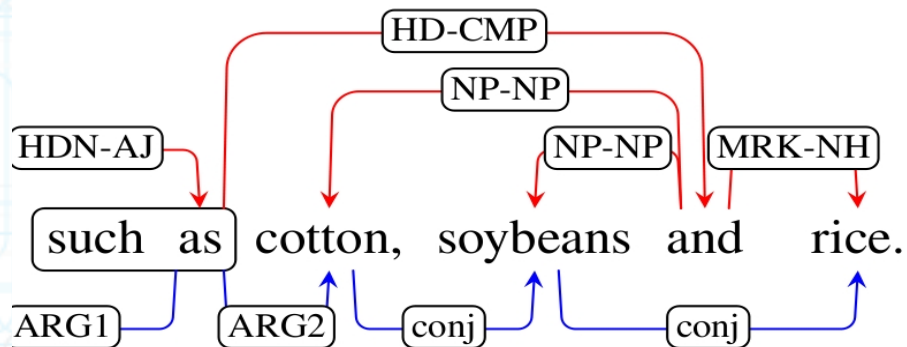 HD-CMP
NP-NP
HDN-AJ NP-NP MRK-NH
such as cotton, soybeans and rice.
ARG1 ARG2 conj conj